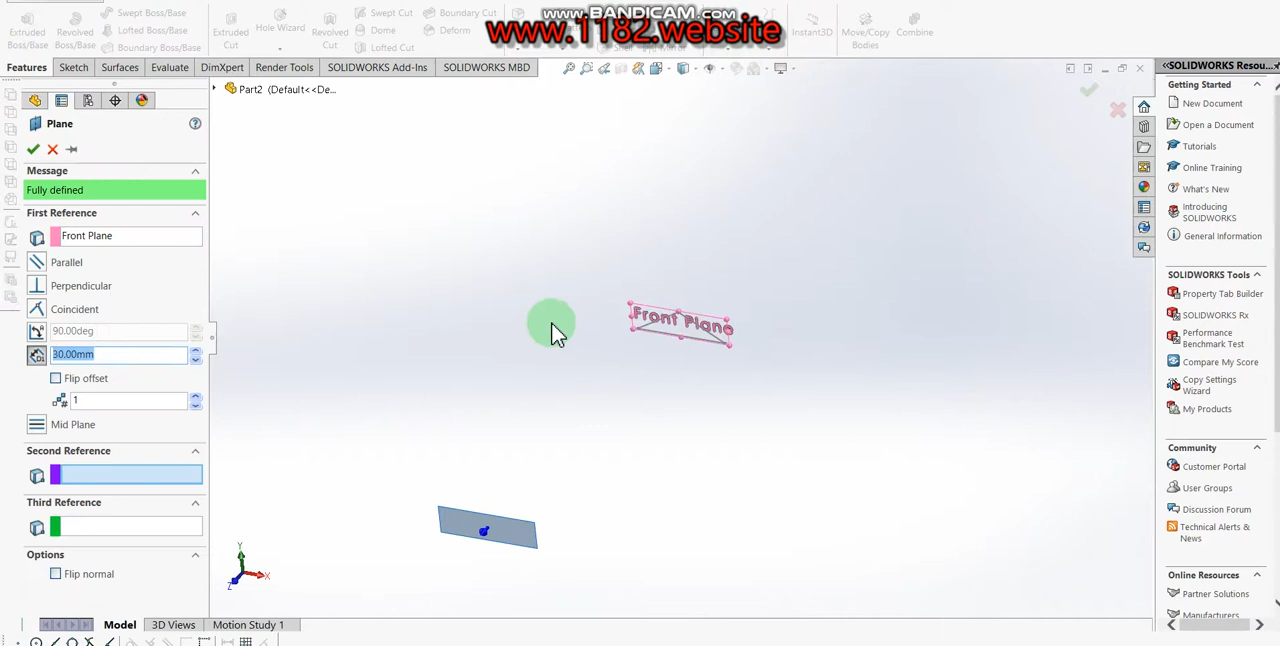 www.BANDICAM.com
www.1182.website
Extruded Boss/Base
Revolved Boss/Base
Swept Boss/Base
Lofted Boss/Base
Boundary Boss/Base
Extruded Cut
Hole Wizard
Revolved Cut
Swept Cut
Dome
Lofted Cut
Boundary Cut
Deform
Instant3D
Move/Copy Bodies
Combine
Features
Sketch
Surfaces
Evaluate
DimXpert
Render Tools
SOLIDWORKS Add-Ins
SOLIDWORKS MBD
Part2 (Default<<De...
Plane
Message
Fully defined
First Reference
Front Plane
Parallel
Perpendicular
Coincident
90.00deg
30.00mm
Flip offset
1
Mid Plane
Second Reference
Third Reference
Options
Flip normal
Front Plane
Y
X
Z
Model
3D Views
Motion Study 1
SOLIDWORKS Resou...
Getting Started
New Document
Open a Document
Tutorials
Online Training
What's New
Introducing
SOLIDWORKS
General Information
SOLIDWORKS Tools
Property Tab Builder
SOLIDWORKS Rx
Performance
Benchmark Test
Compare My Score
Copy Settings
Wizard
My Products
Community
Customer Portal
User Groups
Discussion Forum
Technical Alerts &
News
Online Resources
Partner Solutions
Manufacturers